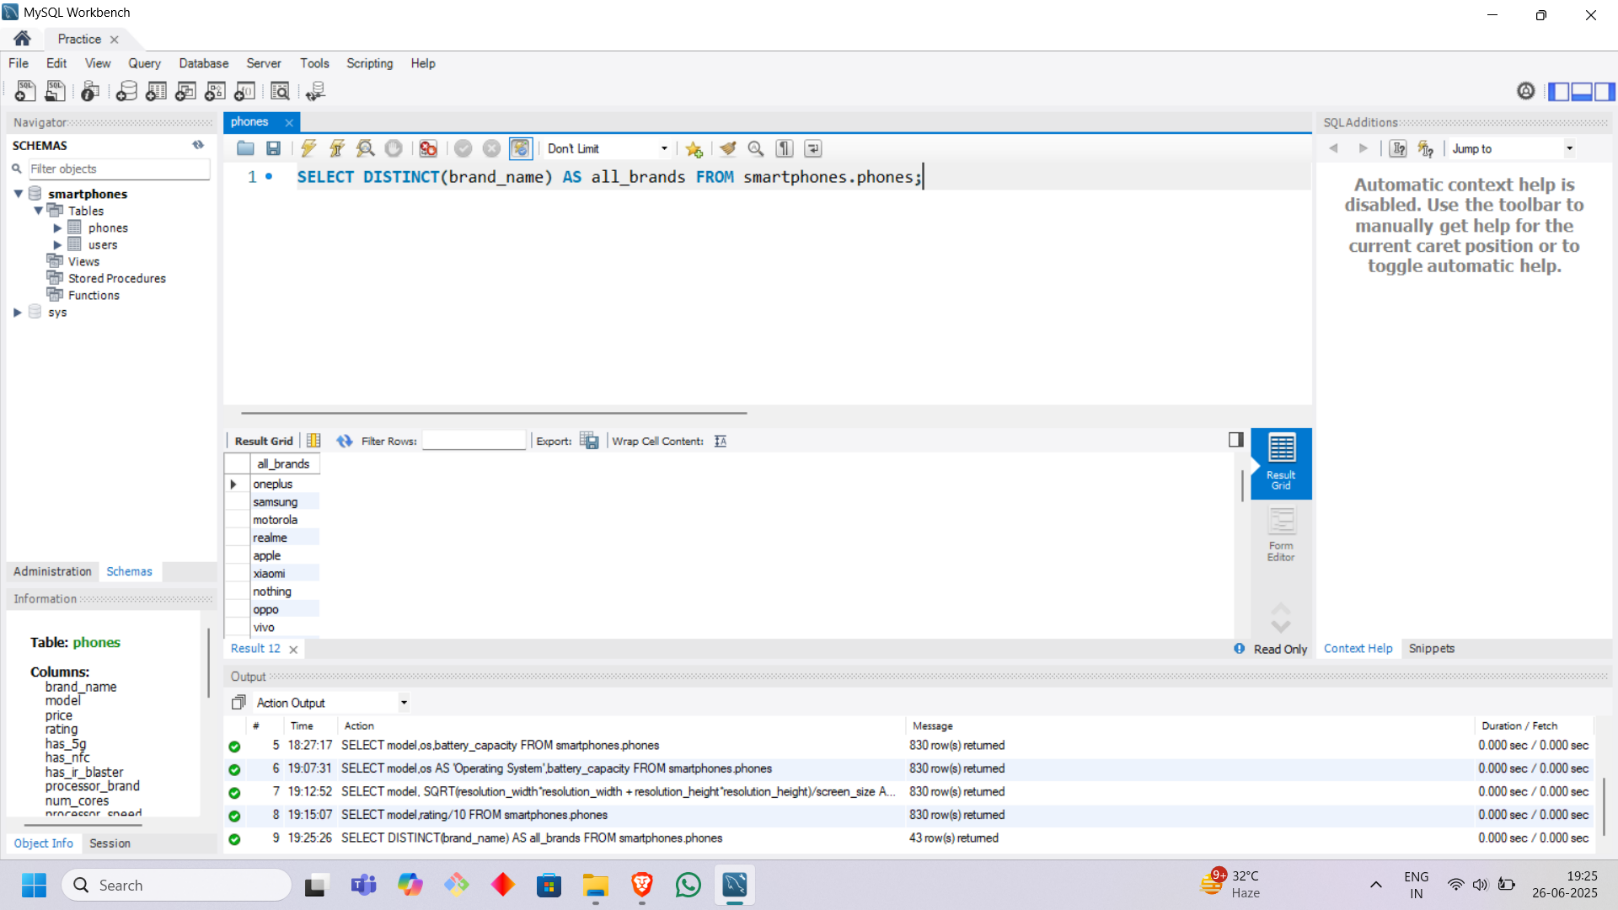 MySQL Workbench
Practice
File Edit View Query Database Server Tools Scripting Help
Navigator
SCHEMAS
Filter objects
smartphones
Tables
phones
users
Views
Stored Procedures
Functions
sys
Administration Schemas
Information
Table: phones
Columns:
brand_name
model
price
rating
has_5g
has_nfc
has_ir_blaster
processor_brand
num_cores
processor_speed
Object Info Session
phones
Don't Limit
1 SELECT DISTINCT(brand_name) AS all_brands FROM smartphones.phones;
Result Grid Filter Rows: Export: Wrap Cell Content:
all_brands
oneplus
samsung
motorola
realme
apple
xiaomi
nothing
oppo
vivo
Result Grid
Form Editor
Result 12 Read Only
SQLAdditions
Jump to
Automatic context help is
disabled. Use the toolbar to
manually get help for the
current caret position or to
toggle automatic help.
Context Help Snippets
Output
Action Output
# Time Action Message Duration / Fetch
5 18:27:17 SELECT model,os,battery_capacity FROM smartphones.phones 830 row(s) returned 0.000 sec / 0.000 sec
6 19:07:31 SELECT model,os AS 'Operating System',battery_capacity FROM smartphones.phones 830 row(s) returned 0.000 sec / 0.000 sec
7 19:12:52 SELECT model, SQRT(resolution_width*resolution_width + resolution_height*resolution_height)/screen_size A... 830 row(s) returned 0.000 sec / 0.000 sec
8 19:15:07 SELECT model,rating/10 FROM smartphones.phones 830 row(s) returned 0.000 sec / 0.000 sec
9 19:25:26 SELECT DISTINCT(brand_name) AS all_brands FROM smartphones.phones 43 row(s) returned 0.000 sec / 0.000 sec
Search
9+
32°C
Haze
ENG
IN
19:25
26-06-2025